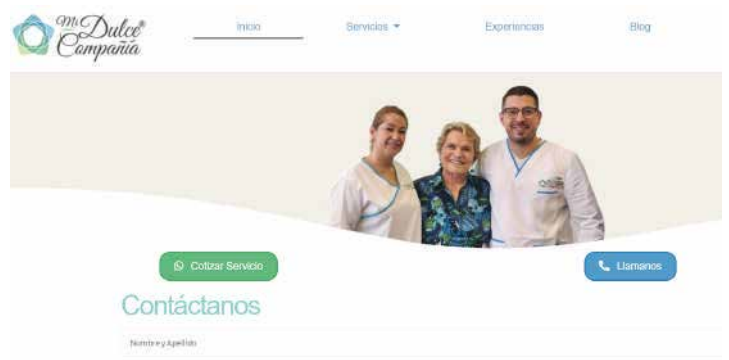 Mi Dulce®
Compañía
Inicio
Servicios
Experiencias
Blog
Cotizar Servicio
Llamanos
Contáctanos
Nombre y Apellido